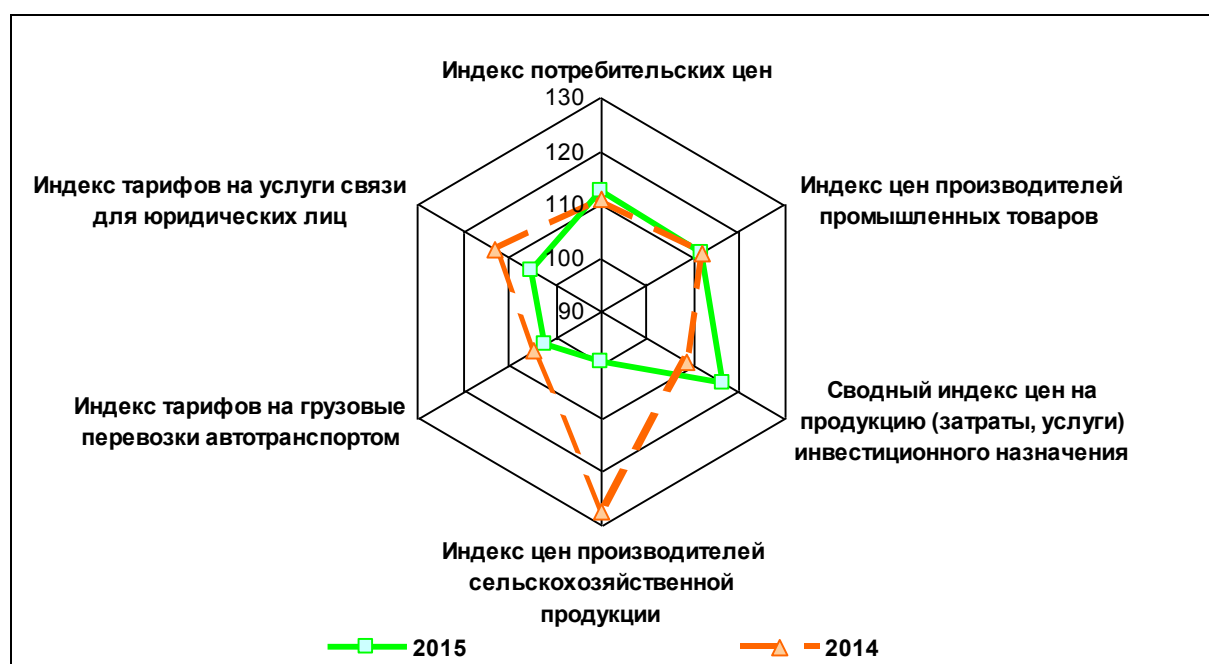 Индекс потребительских цен
130
120
110
100
90
Индекс цен производителей
промышленных товаров
Сводный индекс цен на
продукцию (затраты, услуги)
инвестиционного назначения
Индекс цен производителей
сельскохозяйственной
продукции
Индекс тарифов на грузовые
перевозки автотранспортом
Индекс тарифов на услуги связи
для юридических лиц
2015
2014